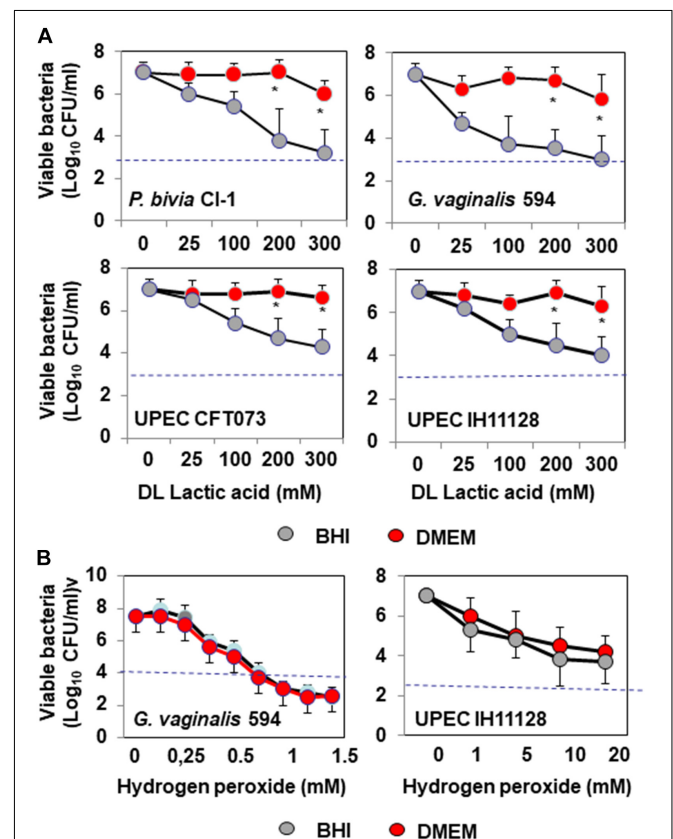 A
Viable bacteria
(Log10 CFU/ml)
8
6
4
2
0
P. bivia CI-1
*
*
0 25 100 200 300
8
6
4
2
0
G. vaginalis 594
*
*
0 25 100 200 300
Viable bacteria
(Log10 CFU/ml)
8
6
4
2
0
UPEC CFT073
*
*
0 25 100 200 300
DL Lactic acid (mM)
8
6
4
2
0
UPEC IH11128
*
*
0 25 100 200 300
DL Lactic acid (mM)
BHI DMEM
B
Viable bacteria
(Log10 CFU/ml)v
10
8
6
4
2
0
G. vaginalis 594
0 0,25 0.5 1 1.5
Hydrogen peroxide (mM)
8
6
4
2
0
UPEC IH11128
0 1 5 10 20
Hydrogen peroxide (mM)
BHI DMEM